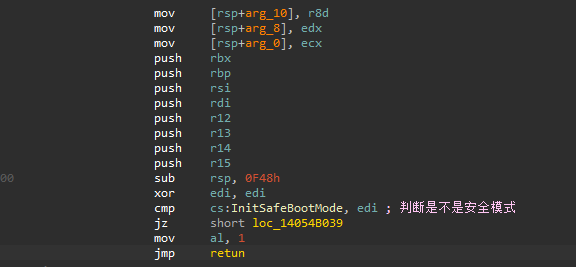 mov [rsp+arg_10], r8d
mov [rsp+arg_8], edx
mov [rsp+arg_0], ecx
push rbx
push rbp
push rsi
push rdi
push r12
push r13
push r14
push r15
00 sub rsp, 0F48h
xor edi, edi
cmp cs:InitSafeBootMode, edi ; 判断是不是安全模式
jz short loc_14054B039
mov al, 1
jmp retun